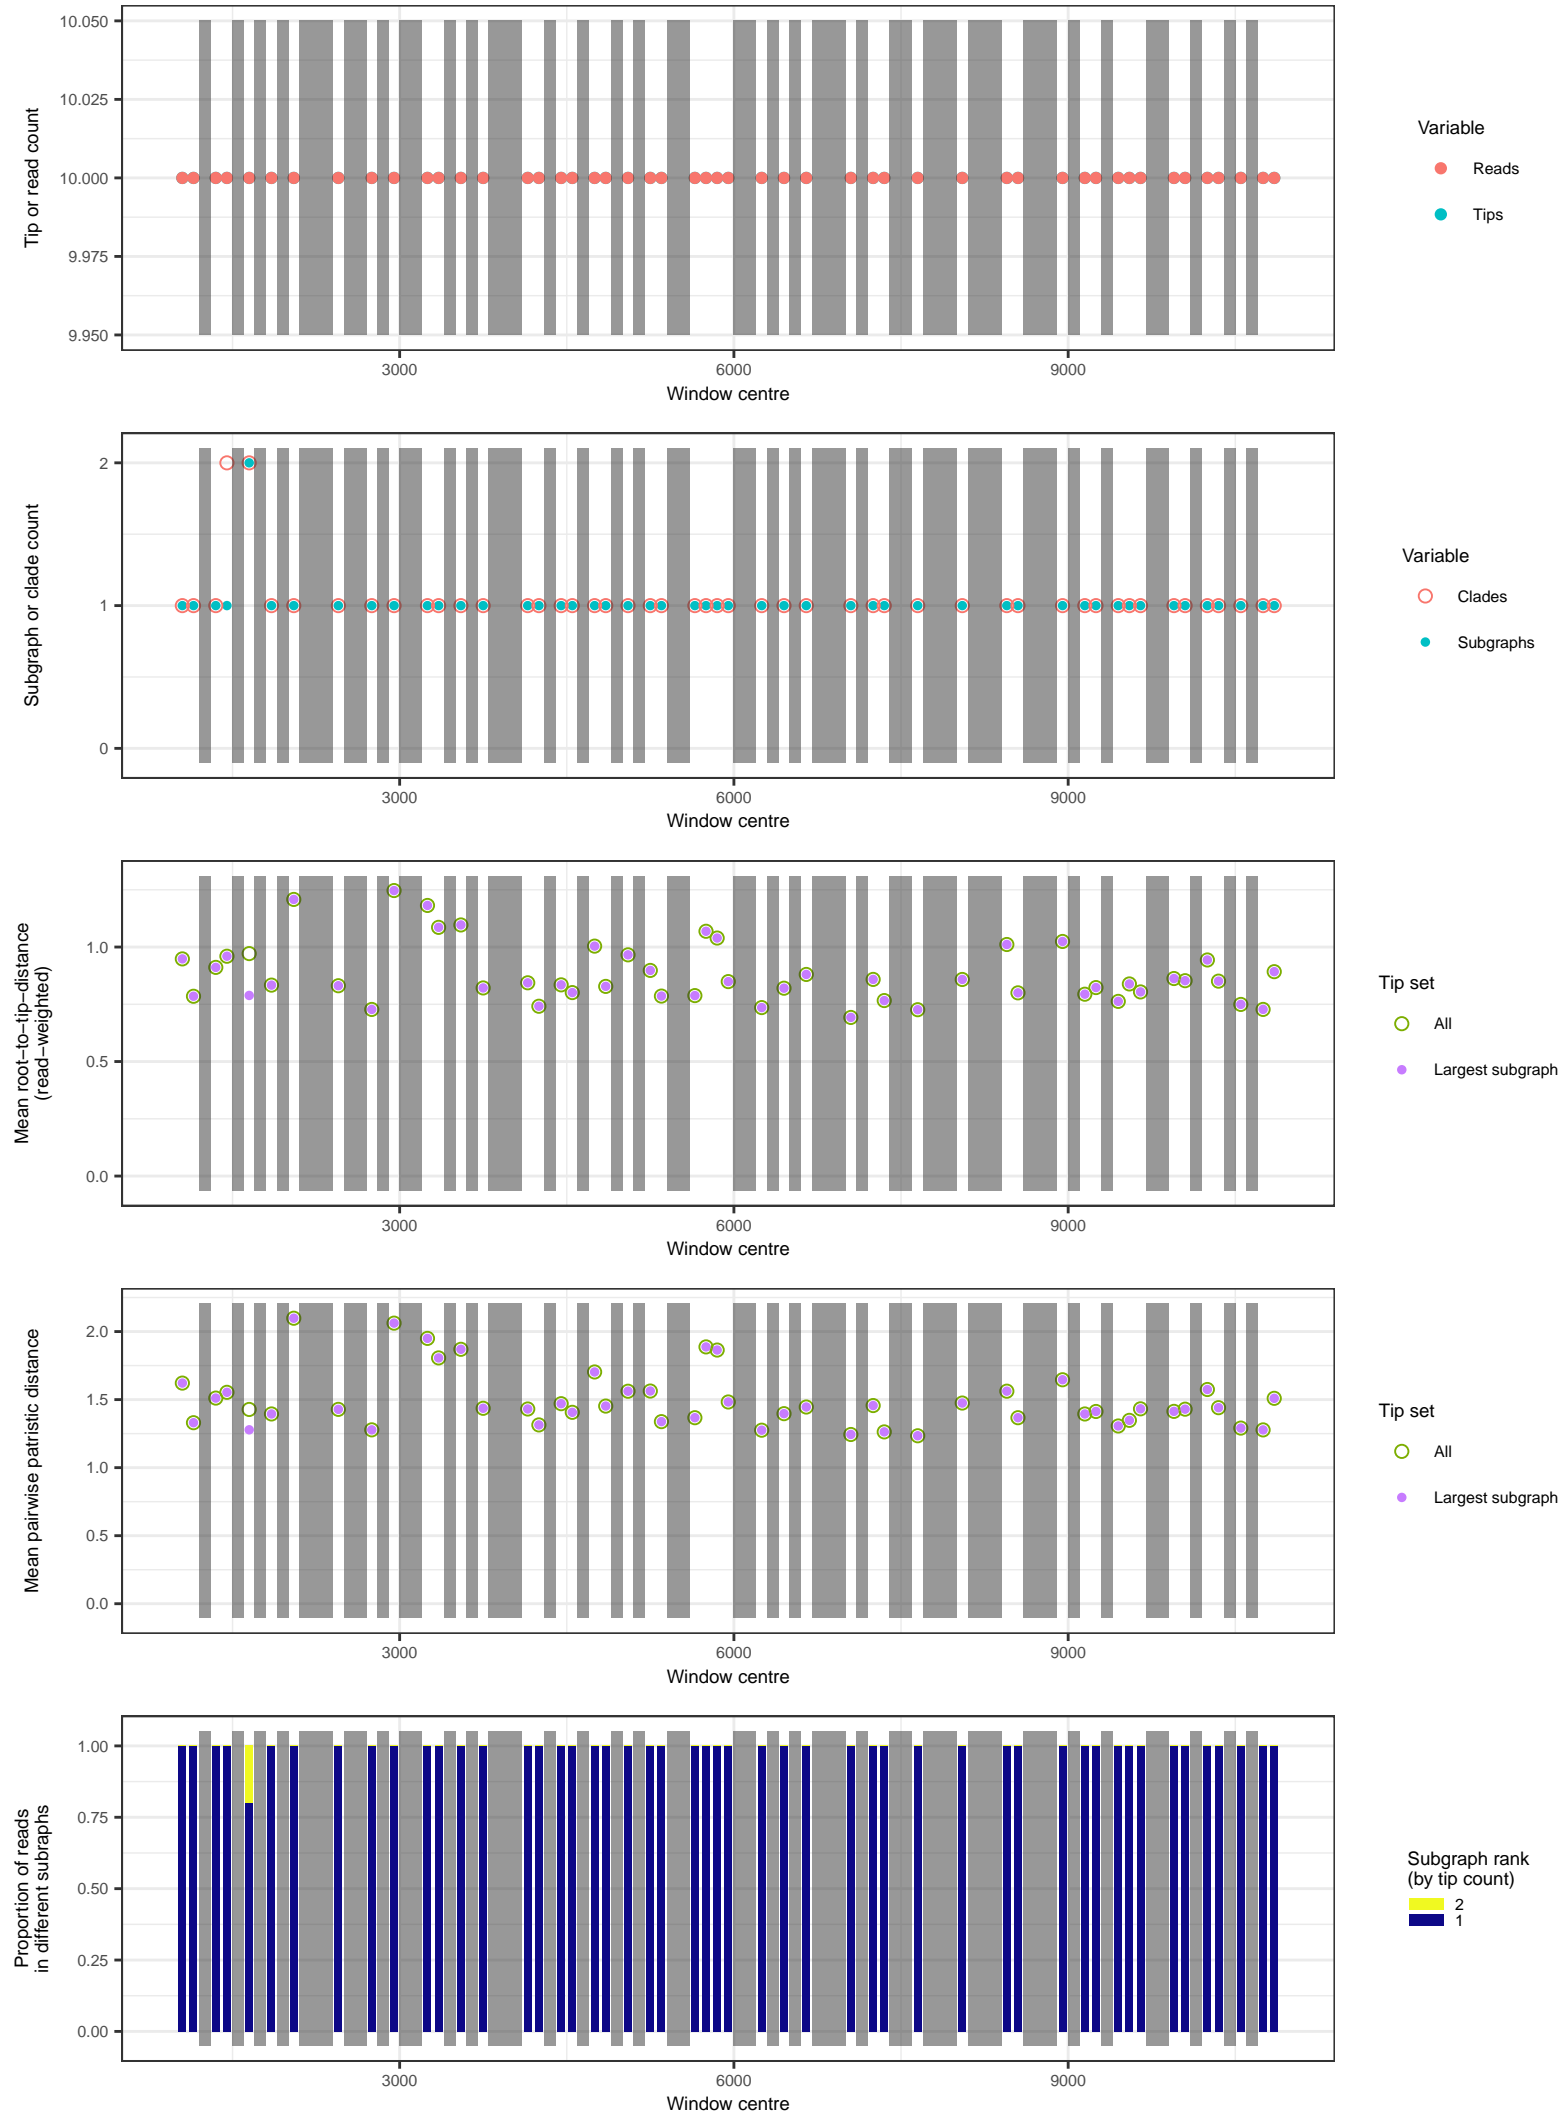 10.050
10.025
10.000
9.975
9.950
Tip or read count
3000
6000
9000
Window centre
Variable
Reads
Tips
2
1
0
Subgraph or clade count
3000
6000
9000
Window centre
Variable
Clades
Subgraphs
1.0
0.5
0.0
Mean root−to−tip−distance
(read−weighted)
3000
6000
9000
Window centre
Tip set
All
Largest subgraph
2.0
1.5
1.0
0.5
0.0
Mean pairwise patristic distance
3000
6000
9000
Window centre
Tip set
All
Largest subgraph
1.00
0.75
0.50
0.25
0.00
Proportion of reads
in different subraphs
3000
6000
9000
Window centre
Subgraph rank
(by tip count)
2
1